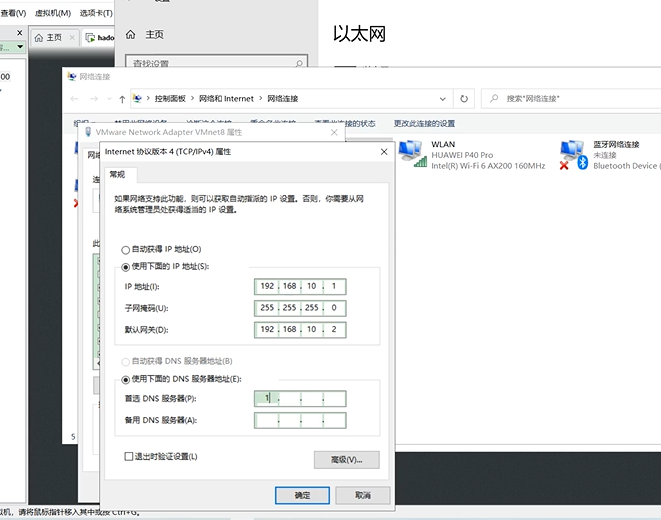 查看(V) 虚拟机(M) 选项卡(T)
主页
hado
主页
查找设置
以太网
网络连接
控制面板 > 网络和 Internet > 网络连接
搜索"网络连接"
查看此连接的状态 更改此连接的设置
VMware Network Adapter VMnet8 属性
WLAN
HUAWEI P40 Pro
Intel(R) Wi-Fi 6 AX200 160MHz
蓝牙网络连接
未连接
Bluetooth Device (
Internet 协议版本 4 (TCP/IPv4) 属性
常规
如果网络支持此功能，则可以获取自动指派的 IP 设置。否则，你需要从网
络系统管理员处获得适当的 IP 设置。
自动获得 IP 地址(O)
使用下面的 IP 地址(S):
IP 地址(I): 192 . 168 . 10 . 1
子网掩码(U): 255 . 255 . 255 . 0
默认网关(D): 192 . 168 . 10 . 2
自动获得 DNS 服务器地址(B)
使用下面的 DNS 服务器地址(E):
首选 DNS 服务器(P): 1 . . .
备用 DNS 服务器(A): . . .
退出时验证设置(L)
高级(V)...
确定 取消
5
拟机，请将鼠标指针移入其中或按 Ctrl+G。